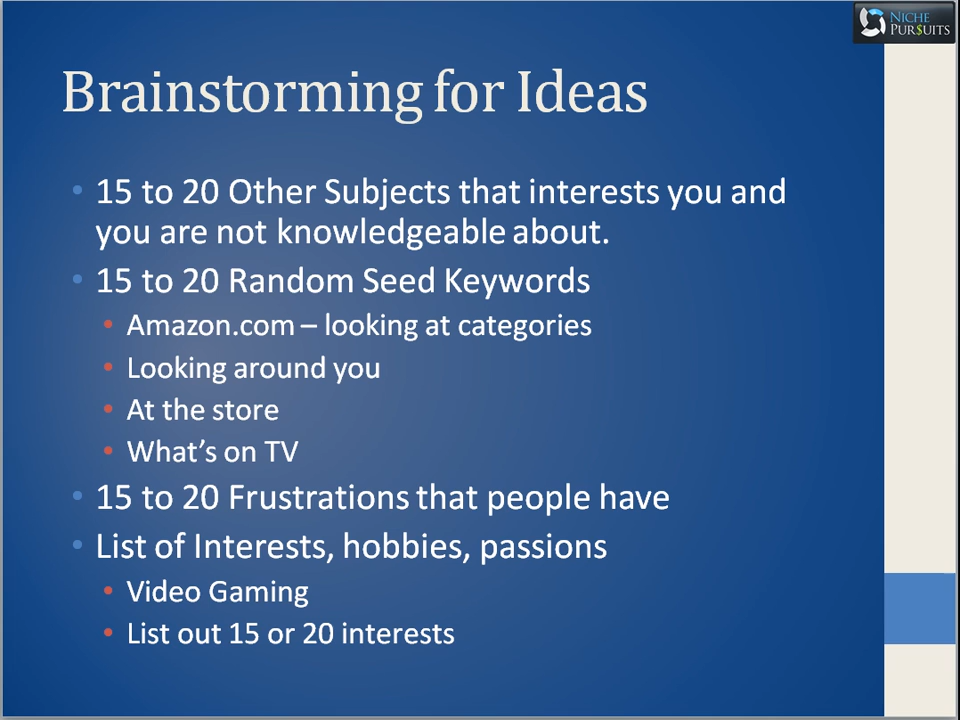 NICHE
PUR$UITS
Brainstorming for Ideas
• 15 to 20 Other Subjects that interests you and
you are not knowledgeable about.
• 15 to 20 Random Seed Keywords
• Amazon.com – looking at categories
• Looking around you
• At the store
• What's on TV
• 15 to 20 Frustrations that people have
• List of Interests, hobbies, passions
• Video Gaming
• List out 15 or 20 interests